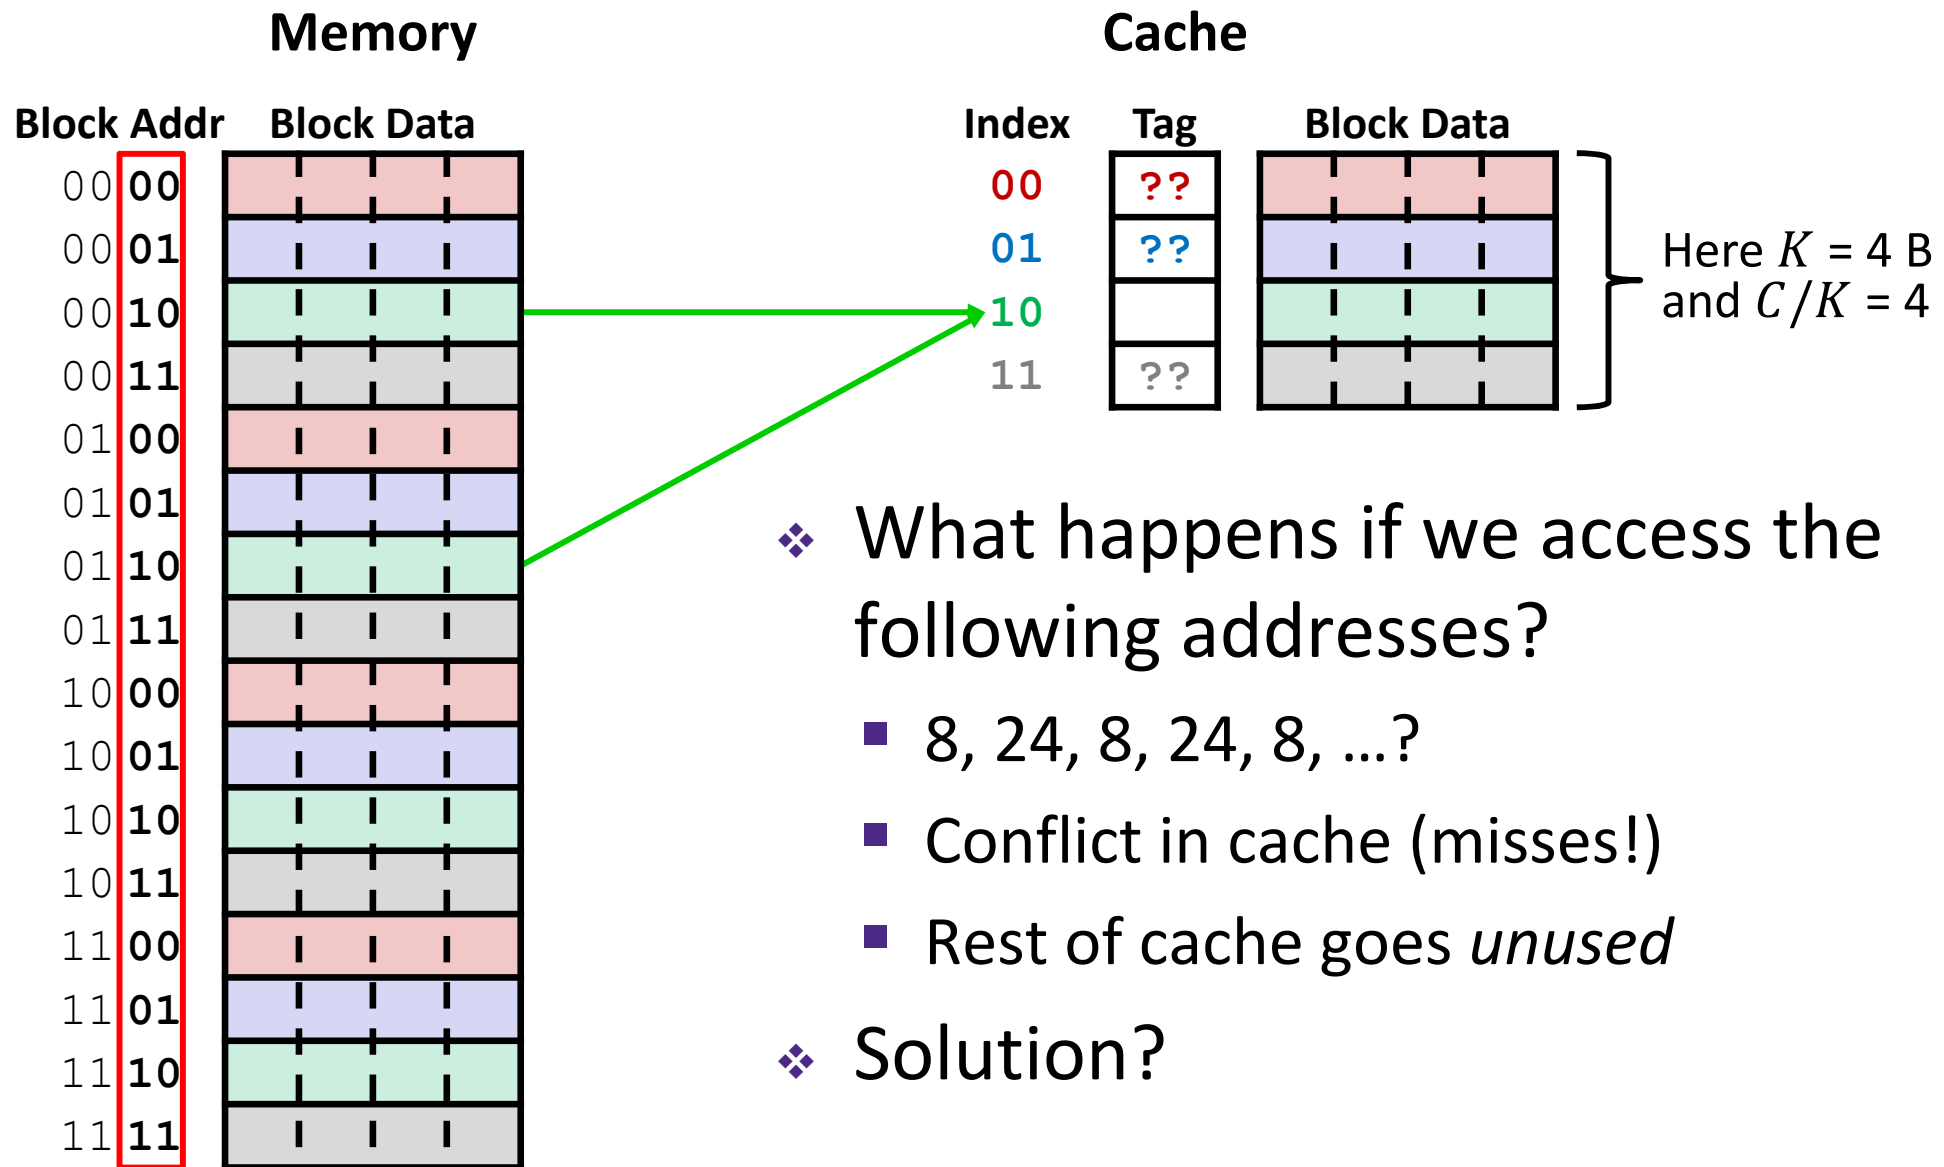 Memory
Cache
Block Addr Block Data
Index Tag Block Data
00 00
00 01
00 10
00 11
01 00
01 01
01 10
01 11
10 00
10 01
10 10
10 11
11 00
11 01
11 10
11 11
00 ??
01 ??
10
11 ??
Here K = 4 B
and C/K = 4
❖ What happens if we access the
following addresses?
▪ 8, 24, 8, 24, 8, …?
▪ Conflict in cache (misses!)
▪ Rest of cache goes unused
❖ Solution?